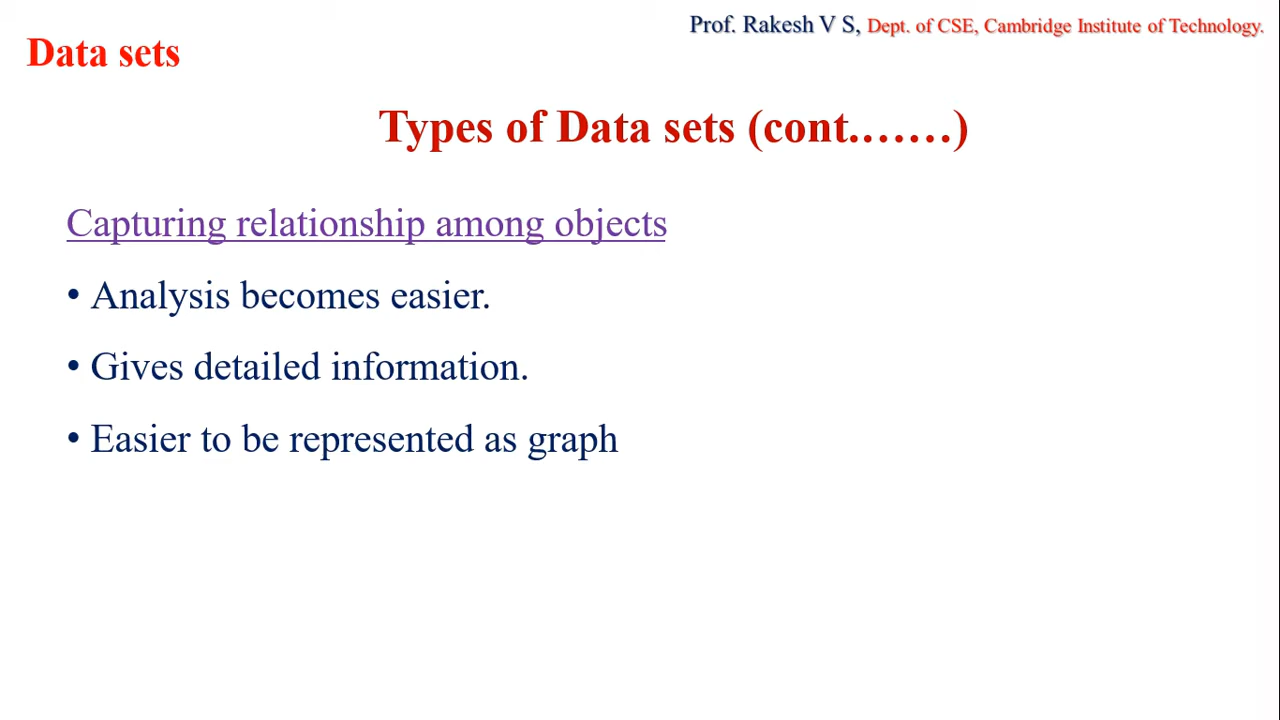 Prof. Rakesh V S, Dept. of CSE, Cambridge Institute of Technology.
Data sets
Types of Data sets (cont.……)
Capturing relationship among objects
• Analysis becomes easier.
• Gives detailed information.
• Easier to be represented as graph